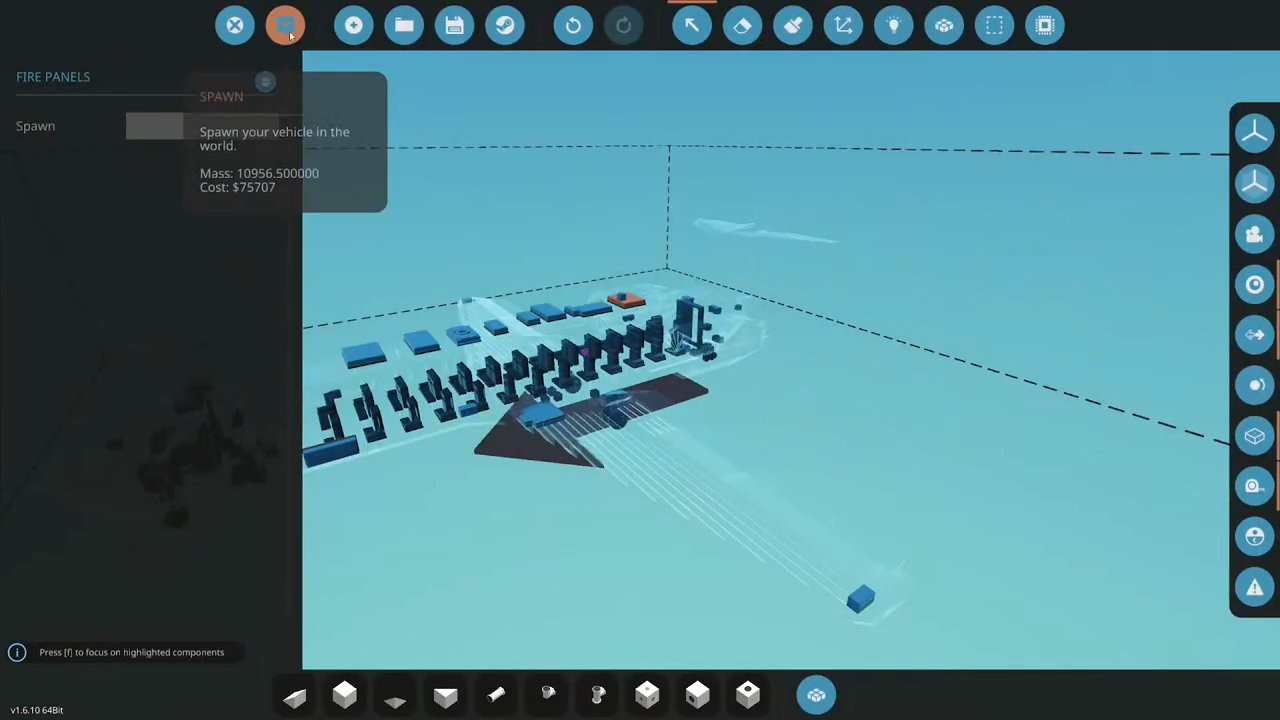 FIRE PANELS
SPAWN
Spawn
Spawn your vehicle in the
world.
Mass: 10956.500000
Cost: $75707
Press [f] to focus on highlighted components
v1.6.10 64Bit